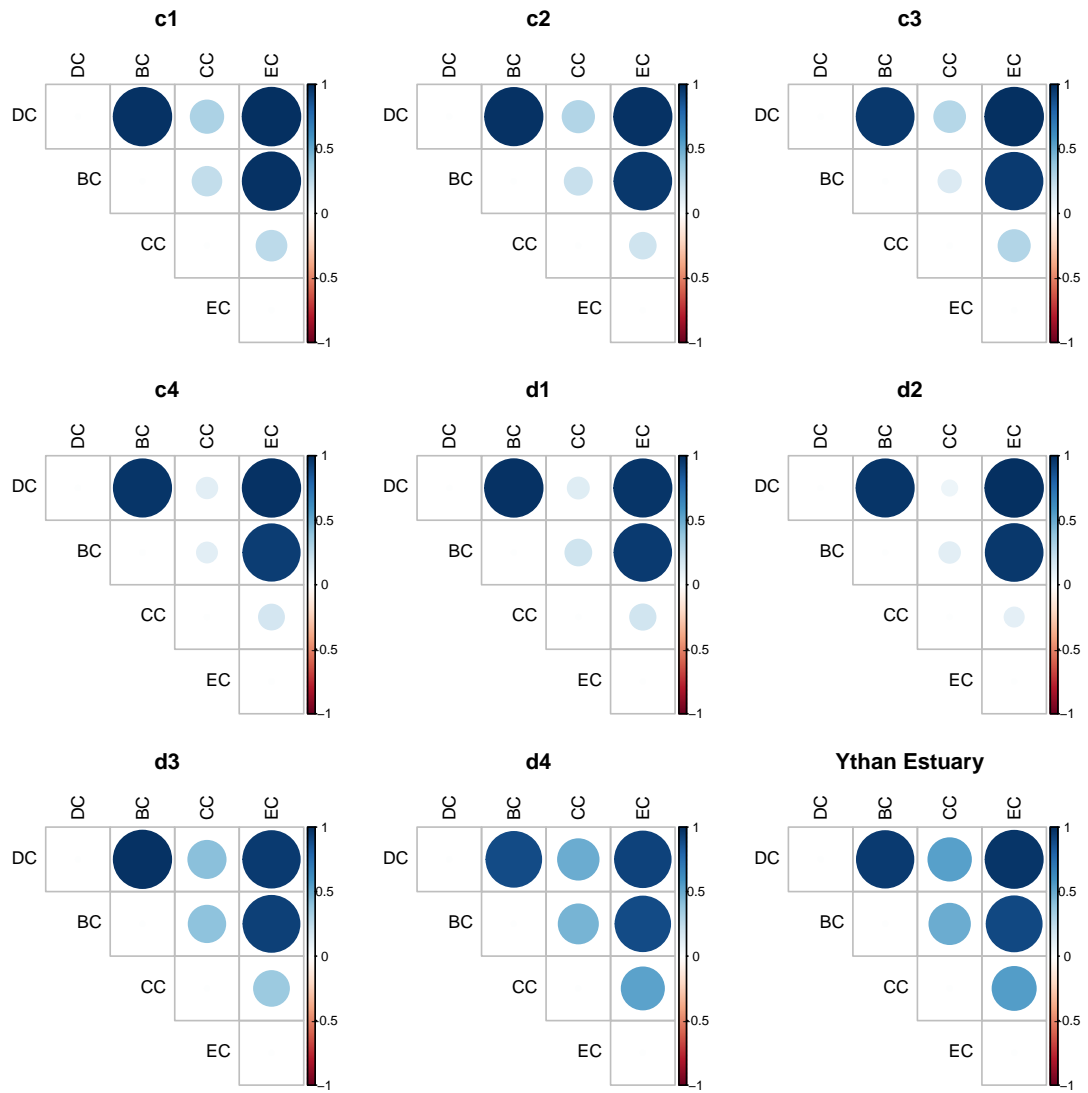 c1 c2 c3
DC BC CC EC DC BC CC EC DC BC CC EC
1 1 1
DC DC DC
0.5 0.5 0.5
BC BC BC
0 0 0
CC CC CC
-0.5 -0.5 -0.5
EC EC EC
-1 -1 -1
c4 d1 d2
DC BC CC EC DC BC CC EC DC BC CC EC
1 1 1
DC DC DC
0.5 0.5 0.5
BC BC BC
0 0 0
CC CC CC
-0.5 -0.5 -0.5
EC EC EC
-1 -1 -1
d3 d4 Ythan Estuary
DC BC CC EC DC BC CC EC DC BC CC EC
1 1 1
DC DC DC
0.5 0.5 0.5
BC BC BC
0 0 0
CC CC CC
-0.5 -0.5 -0.5
EC EC EC
-1 -1 -1